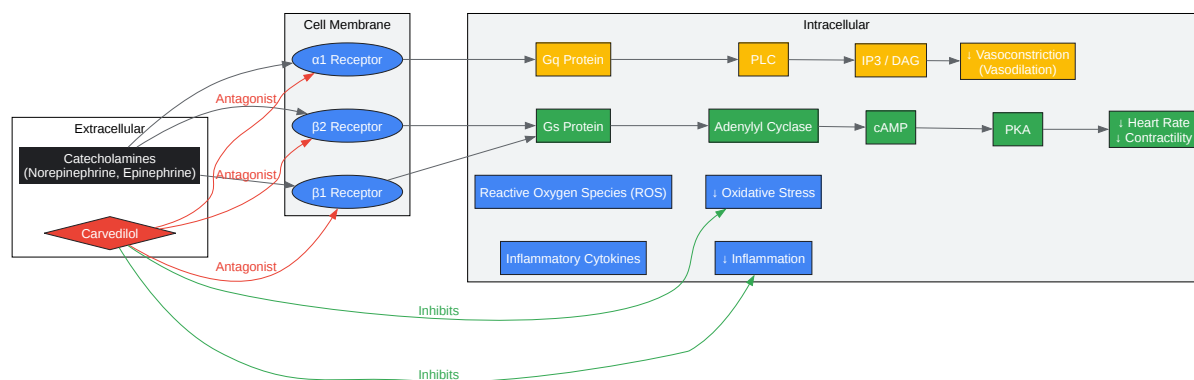 Extracellular
Catecholamines
(Norepinephrine, Epinephrine)
Carvedilol
Cell Membrane
α1 Receptor
β2 Receptor
β1 Receptor
Antagonist
Antagonist
Antagonist
Intracellular
Gq Protein
PLC
IP3 / DAG
↓ Vasoconstriction
(Vasodilation)
Gs Protein
Adenylyl Cyclase
cAMP
PKA
↓ Heart Rate
↓ Contractility
Reactive Oxygen Species (ROS)
↓ Oxidative Stress
Inflammatory Cytokines
↓ Inflammation
Inhibits
Inhibits